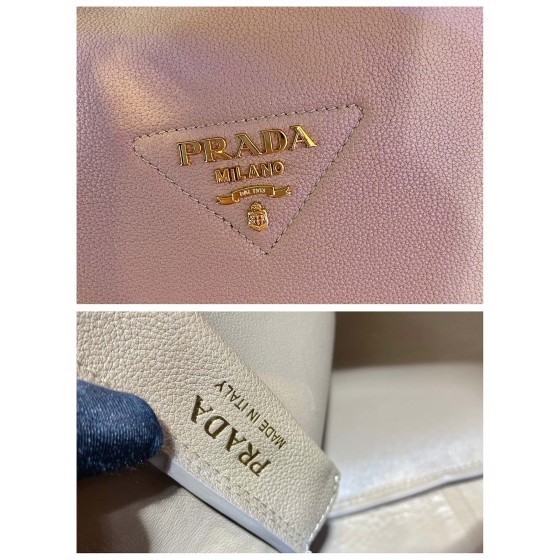 PRADA
MILANO
DAL 1913
PRADA
MADE IN ITALY